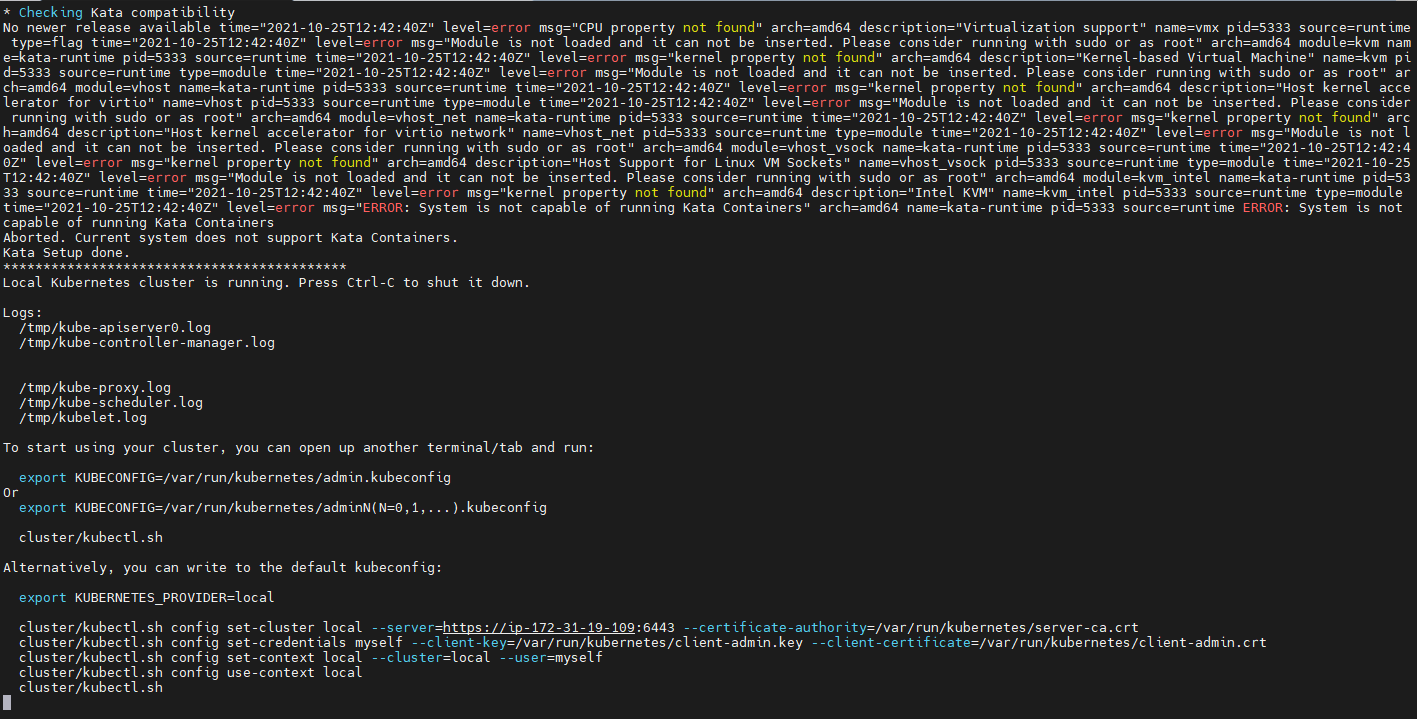 * Checking Kata compatibility
No newer release available time="2021-10-25T12:42:40Z" level=error msg="CPU property not found" arch=amd64 description="Virtualization support" name=vmx pid=5333 source=runtime
 type=flag time="2021-10-25T12:42:40Z" level=error msg="Module is not loaded and it can not be inserted. Please consider running with sudo or as root" arch=amd64 module=kvm nam
e=kata-runtime pid=5333 source=runtime time="2021-10-25T12:42:40Z" level=error msg="kernel property not found" arch=amd64 description="Kernel-based Virtual Machine" name=kvm pi
d=5333 source=runtime type=module time="2021-10-25T12:42:40Z" level=error msg="Module is not loaded and it can not be inserted. Please consider running with sudo or as root" ar
ch=amd64 module=vhost name=kata-runtime pid=5333 source=runtime time="2021-10-25T12:42:40Z" level=error msg="kernel property not found" arch=amd64 description="Host kernel acce
lerator for virtio" name=vhost pid=5333 source=runtime type=module time="2021-10-25T12:42:40Z" level=error msg="Module is not loaded and it can not be inserted. Please consider
 running with sudo or as root" arch=amd64 module=vhost_net name=kata-runtime pid=5333 source=runtime time="2021-10-25T12:42:40Z" level=error msg="kernel property not found" arc
h=amd64 description="Host kernel accelerator for virtio network" name=vhost_net pid=5333 source=runtime type=module time="2021-10-25T12:42:40Z" level=error msg="Module is not l
oaded and it can not be inserted. Please consider running with sudo or as root" arch=amd64 module=vhost_vsock name=kata-runtime pid=5333 source=runtime time="2021-10-25T12:42:4
0Z" level=error msg="kernel property not found" arch=amd64 description="Host Support for Linux VM Sockets" name=vhost_vsock pid=5333 source=runtime type=module time="2021-10-25
T12:42:40Z" level=error msg="Module is not loaded and it can not be inserted. Please consider running with sudo or as root" arch=amd64 module=kvm_intel name=kata-runtime pid=53
33 source=runtime time="2021-10-25T12:42:40Z" level=error msg="kernel property not found" arch=amd64 description="Intel KVM" name=kvm_intel pid=5333 source=runtime type=module
time="2021-10-25T12:42:40Z" level=error msg="ERROR: System is not capable of running Kata Containers" arch=amd64 name=kata-runtime pid=5333 source=runtime ERROR: System is not
capable of running Kata Containers
Aborted. Current system does not support Kata Containers.
Kata Setup done.
*******************************************
Local Kubernetes cluster is running. Press Ctrl-C to shut it down.

Logs:
  /tmp/kube-apiserver0.log
  /tmp/kube-controller-manager.log

  /tmp/kube-proxy.log
  /tmp/kube-scheduler.log
  /tmp/kubelet.log

To start using your cluster, you can open up another terminal/tab and run:

  export KUBECONFIG=/var/run/kubernetes/admin.kubeconfig
Or
  export KUBECONFIG=/var/run/kubernetes/adminN(N=0,1,...).kubeconfig

  cluster/kubectl.sh

Alternatively, you can write to the default kubeconfig:

  export KUBERNETES_PROVIDER=local

  cluster/kubectl.sh config set-cluster local --server=https://ip-172-31-19-109:6443 --certificate-authority=/var/run/kubernetes/server-ca.crt
  cluster/kubectl.sh config set-credentials myself --client-key=/var/run/kubernetes/client-admin.key --client-certificate=/var/run/kubernetes/client-admin.crt
  cluster/kubectl.sh config set-context local --cluster=local --user=myself
  cluster/kubectl.sh config use-context local
  cluster/kubectl.sh